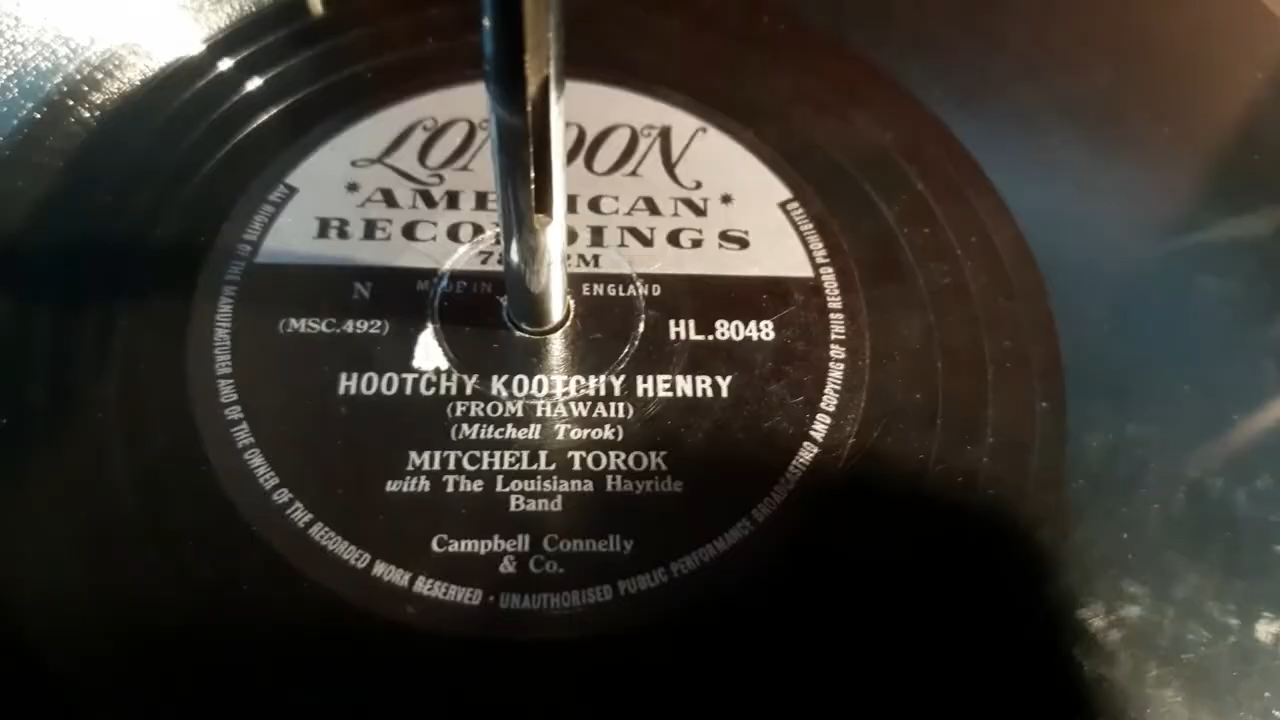 LONDON
*AMERICAN*
RECORDINGS
N
MADE IN ENGLAND
(MSC.492)
HL.8048
HOOTCHY KOOTCHY HENRY
(FROM HAWAII)
(Mitchell Torok)
MITCHELL TOROK
with The Louisiana Hayride
Band
Campbell Connelly
& Co.
ALL RIGHTS OF THE MANUFACTURER AND OF THE OWNER OF THE RECORDED WORK RESERVED · UNAUTHORISED PUBLIC PERFORMANCE BROADCASTING AND COPYING OF THIS RECORD PROHIBITED